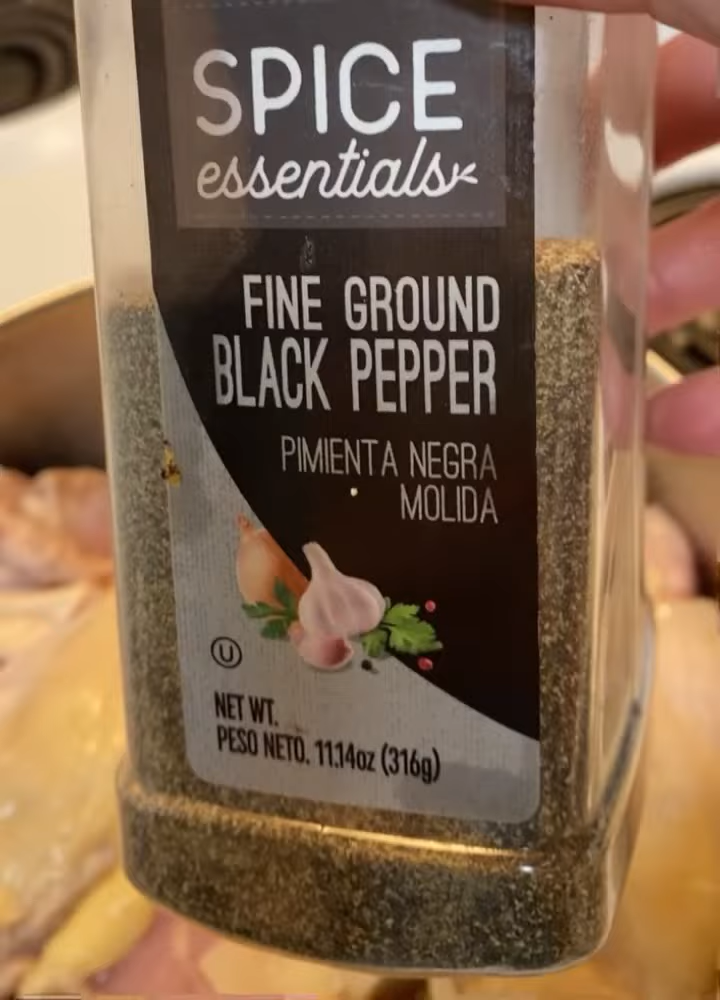 SPICE
essentials
FINE GROUND
BLACK PEPPER
PIMIENTA NEGRA
MOLIDA
U
NET WT.
PESO NETO. 11.14oz (316g)